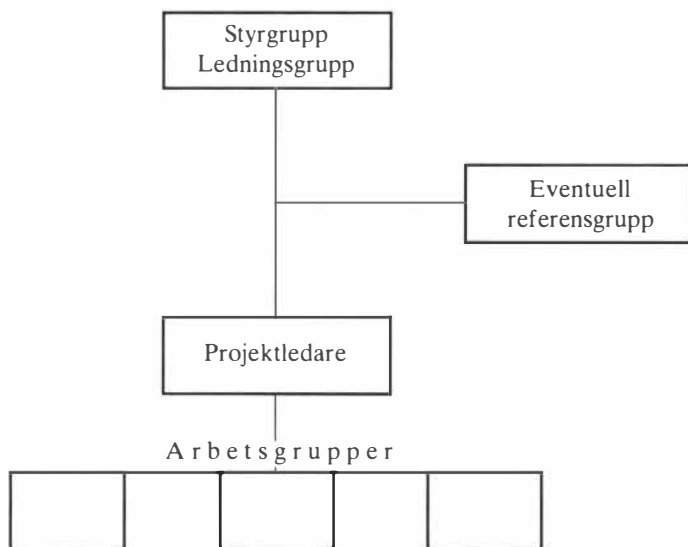 Styrgrupp
Ledningsgrupp
Eventuell
referensgrupp
Projektledare
Arbetsgrupper